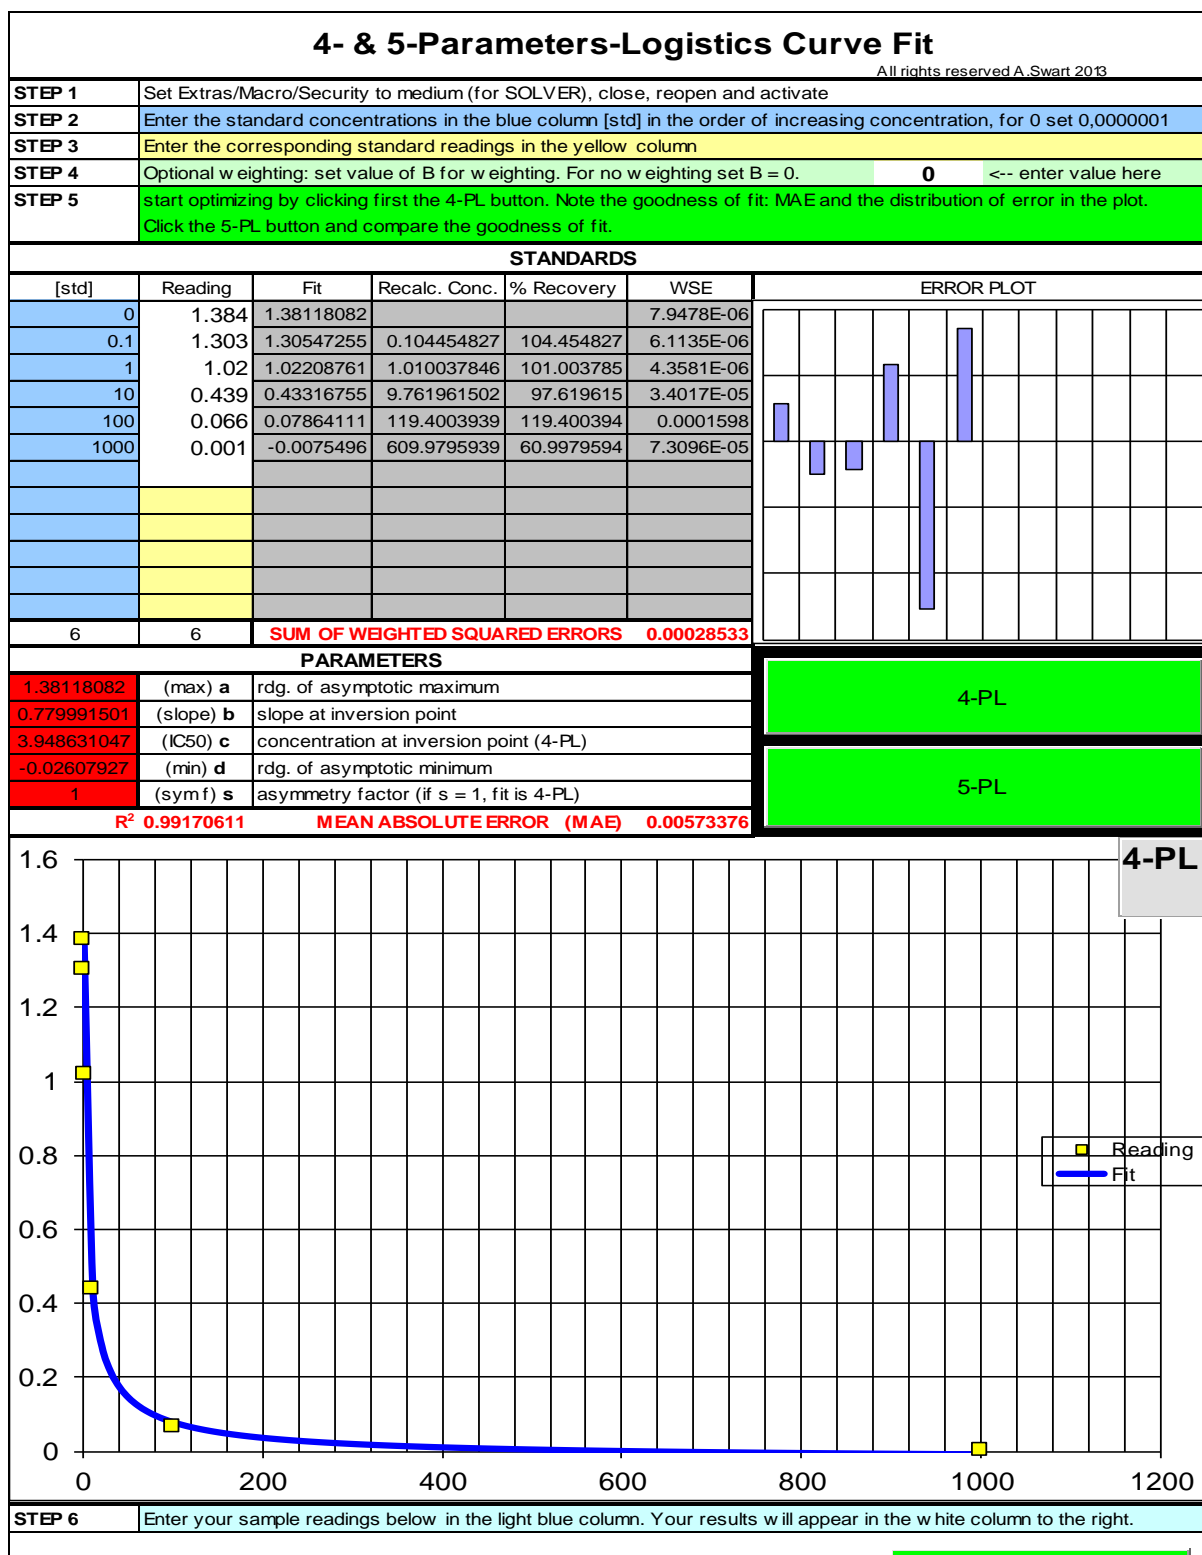 4- & 5-Parameters-Logistics Curve Fit
All rights reserved A.Swart 2013
STEP 1 Set Extras/Macro/Security to medium (for SOLVER), close, reopen and activate
STEP 2 Enter the standard concentrations in the blue column [std] in the order of increasing concentration, for 0 set 0,0000001
STEP 3 Enter the corresponding standard readings in the yellow column
STEP 4 Optional weighting: set value of B for weighting. For no weighting set B = 0. 0 <-- enter value here
STEP 5 start optimizing by clicking first the 4-PL button. Note the goodness of fit: MAE and the distribution of error in the plot.
Click the 5-PL button and compare the goodness of fit.
STANDARDS
[std] Reading Fit Recalc. Conc. % Recovery WSE ERROR PLOT
0 1.384 1.38118082 7.9478E-06
0.1 1.303 1.30547255 0.104454827 104.454827 6.1135E-06
1 1.02 1.02208761 1.010037846 101.003785 4.3581E-06
10 0.439 0.43316755 9.761961502 97.619615 3.4017E-05
100 0.066 0.07864111 119.4003939 119.400394 0.0001598
1000 0.001 -0.0075496 609.9795939 60.9979594 7.3096E-05
6 6 SUM OF WEIGHTED SQUARED ERRORS 0.00028533
PARAMETERS
1.38118082 (max) a rdg. of asymptotic maximum
0.779991501 (slope) b slope at inversion point
3.948631047 (IC50) c concentration at inversion point (4-PL)
-0.02607927 (min) d rdg. of asymptotic minimum
1 (symf) s asymmetry factor (if s = 1, fit is 4-PL)
R² 0.99170611 MEAN ABSOLUTE ERROR (MAE) 0.00573376
4-PL
5-PL
4-PL
1.6
1.4
1.2
1
0.8
0.6
0.4
0.2
0
Reading
Fit
0 200 400 600 800 1000 1200
STEP 6 Enter your sample readings below in the light blue column. Your results will appear in the white column to the right.